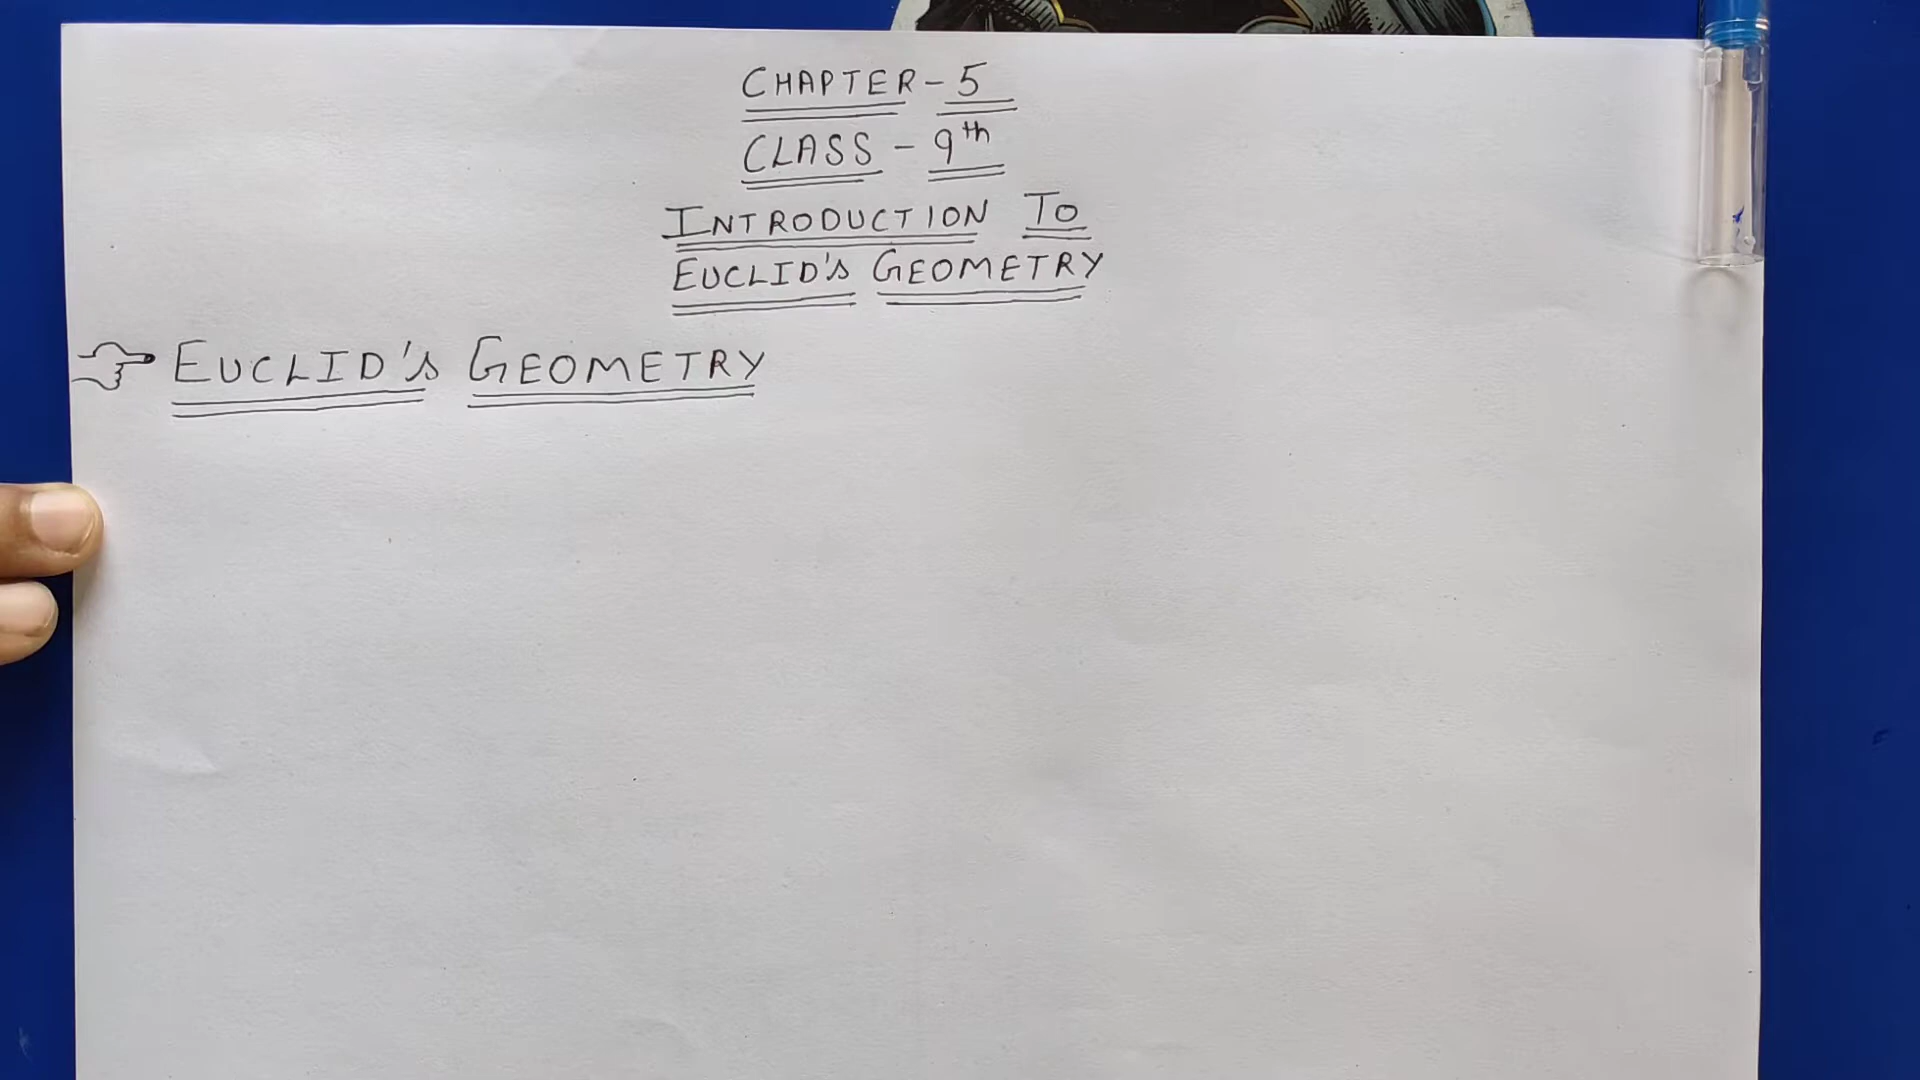 CHAPTER - 5
CLASS - 9th
INTRODUCTION TO
EUCLID's GEOMETRY
EUCLID's GEOMETRY